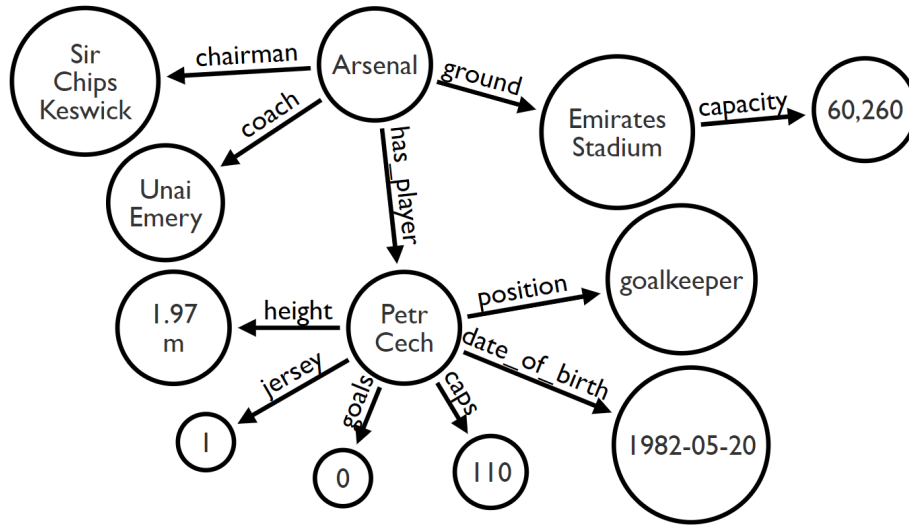 Sir
Chips
Keswick
chairman
Arsenal
ground
Emirates
Stadium
capacity
60,260
coach
Unai
Emery
has_player
Petr
Cech
position
goalkeeper
height
1.97
m
date_of_birth
1982-05-20
jersey
1
goals
0
caps
110